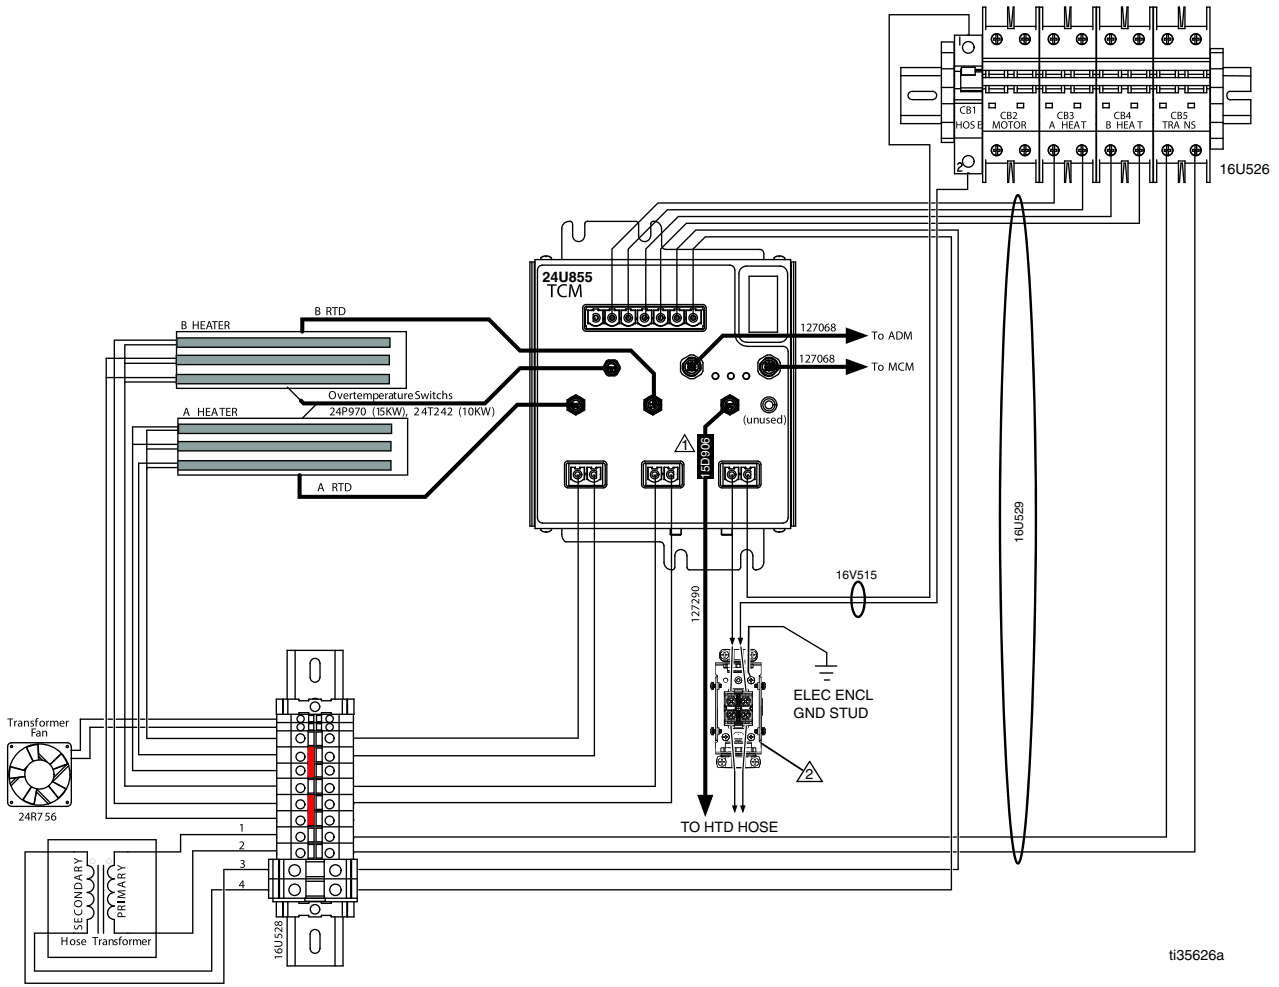 1
CB1
HOSE
2
CB2
MOTOR
CB3
A HEAT
CB4
B HEAT
CB5
TRANS
16U526
24U855
TCM
B RTD
B HEATER
127068
To ADM
127068
To MCM
Overtemperature Switchs
24P970 (15KW), 24T242 (10KW)
A HEATER
(unused)
1
15D906
A RTD
16U529
16V515
127290
ELEC ENCL
GND STUD
2
TO HTD HOSE
Transformer
Fan
24R756
1
2
3
4
SECONDARY
PRIMARY
Hose Transformer
16U528
ti35626a